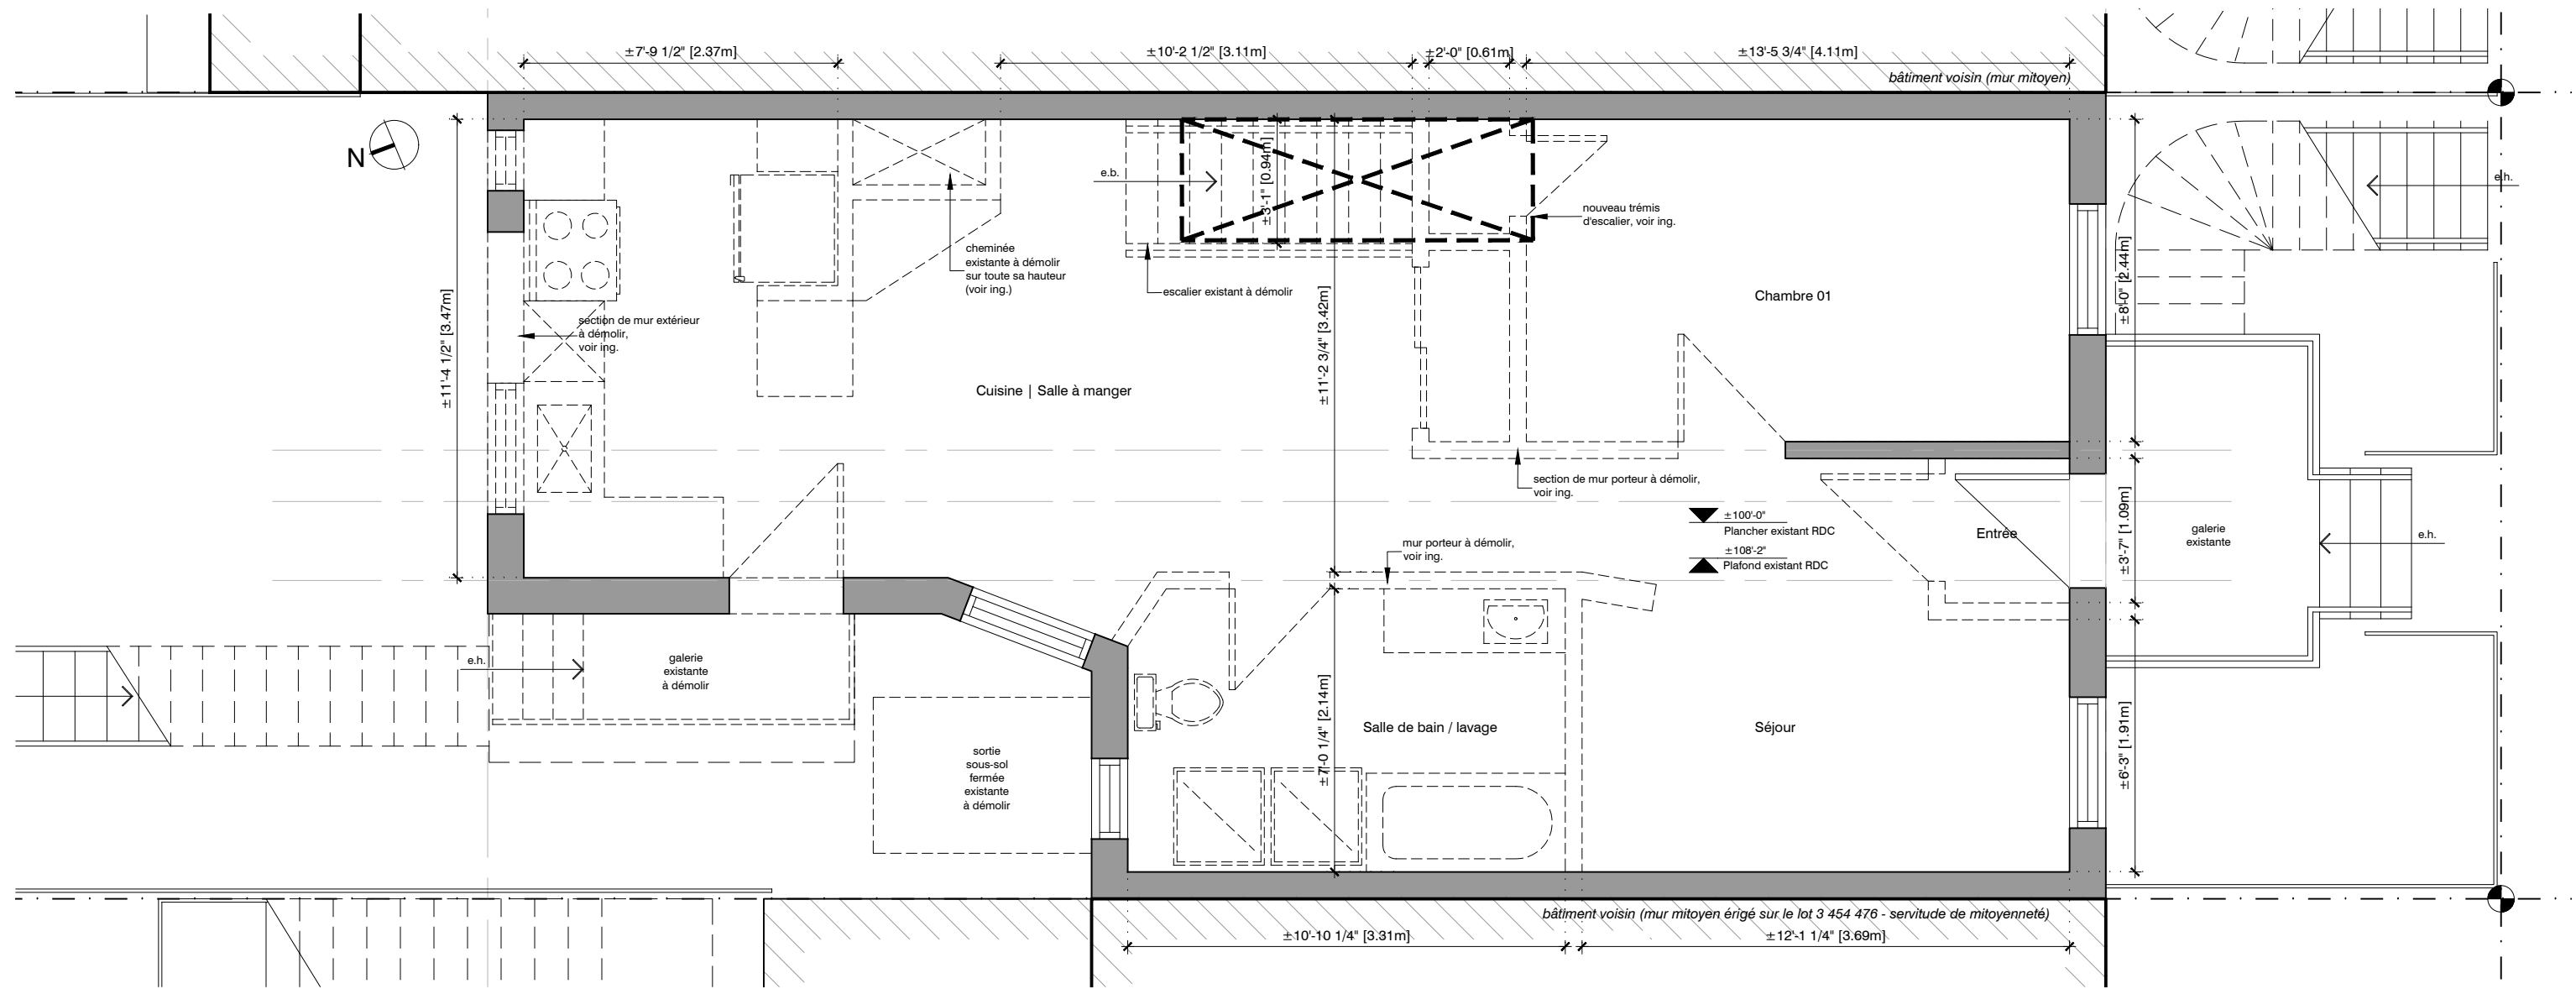 ±7'-9 1/2" [2.37m]
±10'-2 1/2" [3.11m]
±2'-0" [0.61m]
±13'-5 3/4" [4.11m]
bâtiment voisin (mur mitoyen)
N
±11'-4 1/2" [3.47m]
e.b.
±3'-1" [0.94m]
nouveau trémis
d'escalier, voir ing.
e.h.
cheminée
existante à démolir
sur toute sa hauteur
(voir ing.)
escalier existant à démolir
section de mur extérieur
à démolir,
voir ing.
±11'-2 3/4" [3.42m]
Chambre 01
±8'-0" [2.44m]
Cuisine | Salle à manger
section de mur porteur à démolir,
voir ing.
±100'-0"
Plancher existant RDC
±108'-2"
Plafond existant RDC
mur porteur à démolir,
voir ing.
Entrée
±3'-7" [1.09m]
galerie
existante
e.h.
e.h.
galerie
existante
à démolir
sortie
sous-sol
fermée
existante
à démolir
±7'-0 1/4" [2.14m]
Salle de bain / lavage
Séjour
±6'-3" [1.91m]
bâtiment voisin (mur mitoyen érigé sur le lot 3 454 476 - servitude de mitoyenneté)
±10'-10 1/4" [3.31m]
±12'-1 1/4" [3.69m]